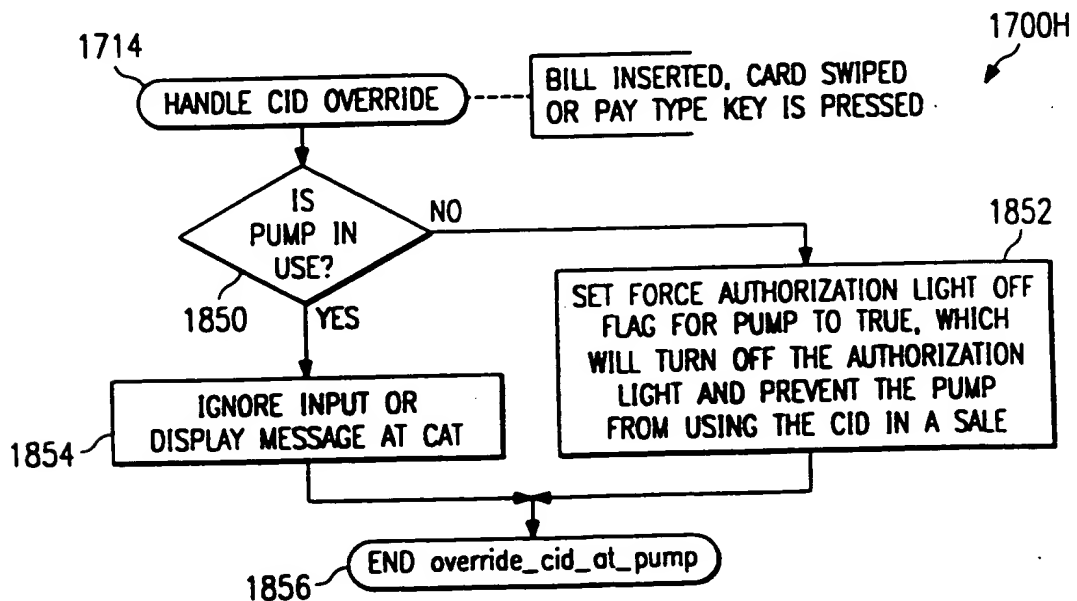 1714
1700H
HANDLE CID OVERRIDE
BILL INSERTED, CARD SWIPED
OR PAY TYPE KEY IS PRESSED
IS
PUMP IN
USE?
NO
1852
1850
YES
SET FORCE AUTHORIZATION LIGHT OFF
FLAG FOR PUMP TO TRUE, WHICH
WILL TURN OFF THE AUTHORIZATION
LIGHT AND PREVENT THE PUMP
FROM USING THE CID IN A SALE
IGNORE INPUT OR
DISPLAY MESSAGE AT CAT
1854
END override_cid_at_pump
1856